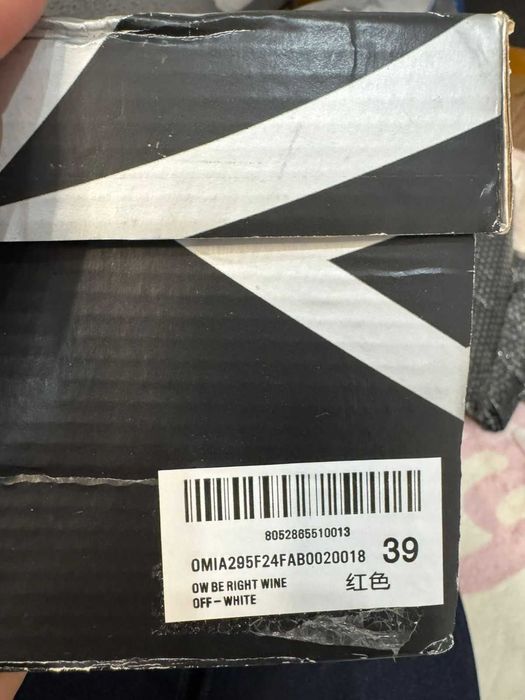 8052865510013
OMIA295F24FAB0020018 39
OW BE RIGHT WINE 红色
OFF-WHITE